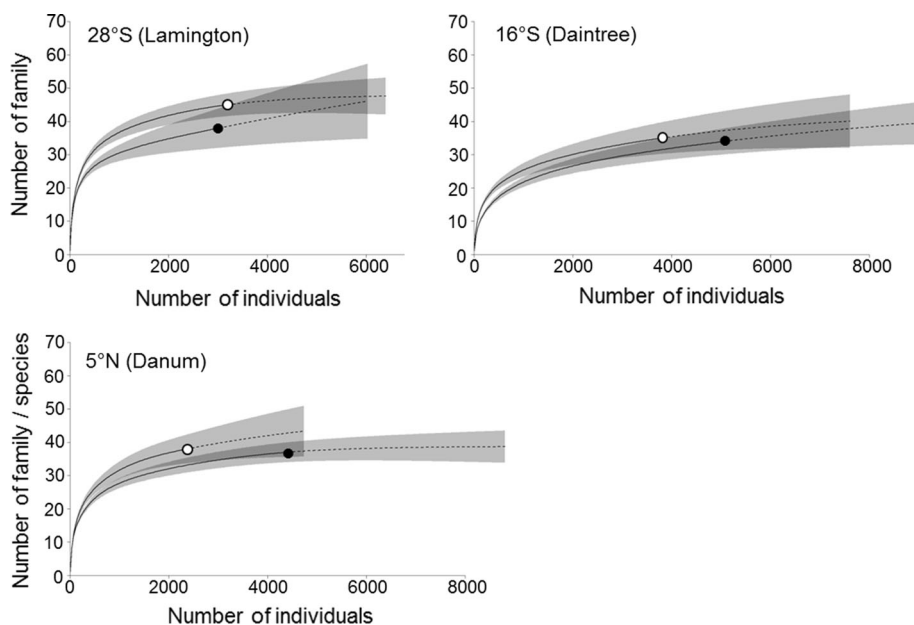 28°S (Lamington)
Number of family
70
60
50
40
30
20
10
0
0 2000 4000 6000
Number of individuals
16°S (Daintree)
70
60
50
40
30
20
10
0
0 2000 4000 6000 8000
Number of individuals
5°N (Danum)
Number of family / species
70
60
50
40
30
20
10
0
0 2000 4000 6000 8000
Number of individuals